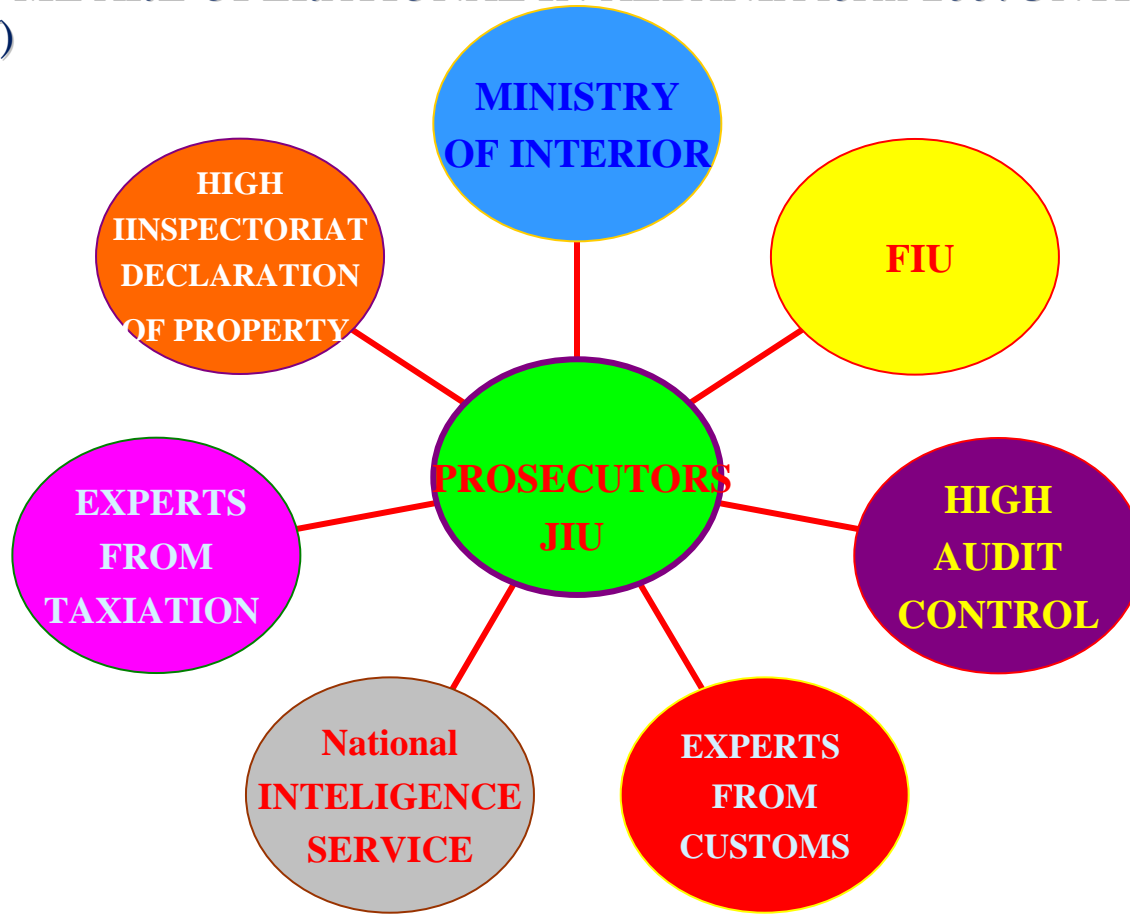 )
MINISTRY
OF INTERIOR
HIGH
IINSPECTORIAT
DECLARATION
OF PROPERTY
FIU
PROSECUTORS
JIU
EXPERTS
FROM
TAXIATION
HIGH
AUDIT
CONTROL
National
INTELIGENCE
SERVICE
EXPERTS
FROM
CUSTOMS